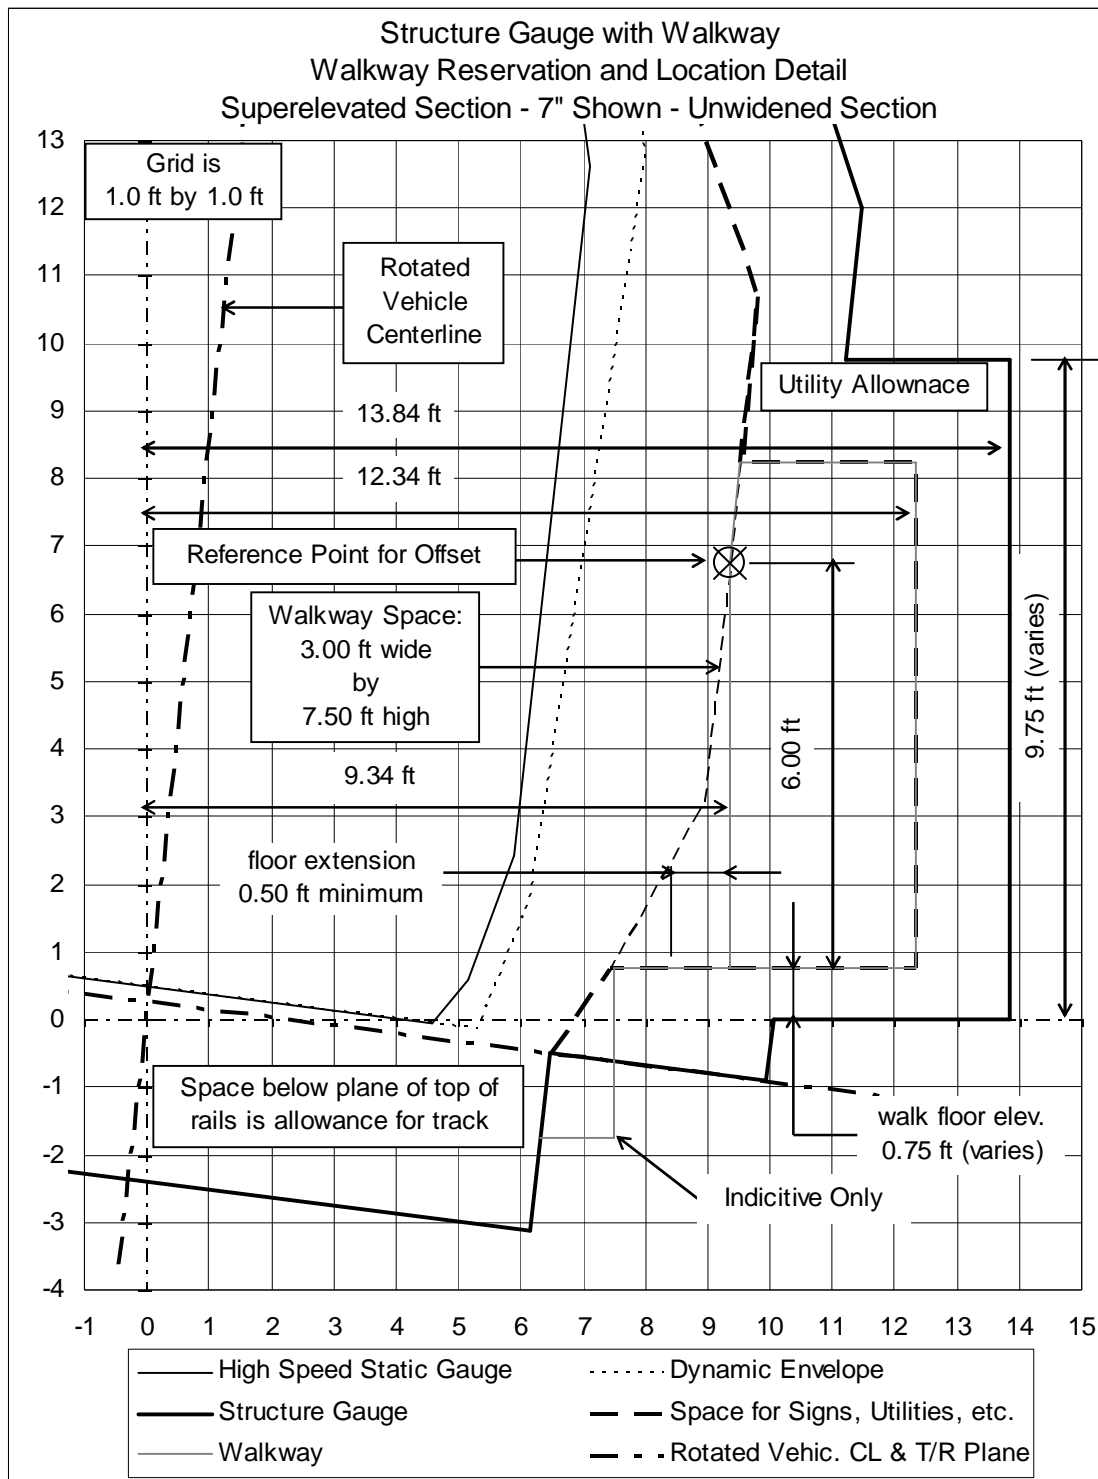 Structure Gauge with Walkway
Walkway Reservation and Location Detail
Superelevated Section - 7" Shown - Unwidened Section
13
12
11
10
9
8
7
6
5
4
3
2
1
0
-1
-2
-3
-4
Grid is
1.0 ft by 1.0 ft
Rotated
Vehicle
Centerline
Utility Allownace
13.84 ft
12.34 ft
Reference Point for Offset
Walkway Space:
3.00 ft wide
by
7.50 ft high
6.00 ft
9.75 ft (varies)
9.34 ft
floor extension
0.50 ft minimum
Space below plane of top of
rails is allowance for track
walk floor elev.
0.75 ft (varies)
Indicitive Only
-1 0 1 2 3 4 5 6 7 8 9 10 11 12 13 14 15
High Speed Static Gauge
Dynamic Envelope
Structure Gauge
Space for Signs, Utilities, etc.
Walkway
Rotated Vehic. CL & T/R Plane